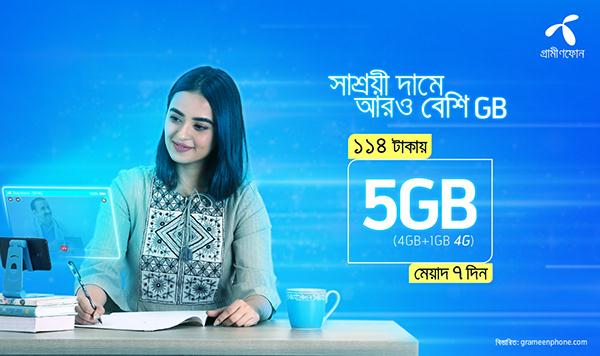 গ্রামীণফোন
সাশ্রয়ী দামে
আরও বেশি GB
১১৪ টাকায়
5GB
(4GB+1GB 4G)
মেয়াদ ৭ দিন
বিস্তারিত: grameenphone.com